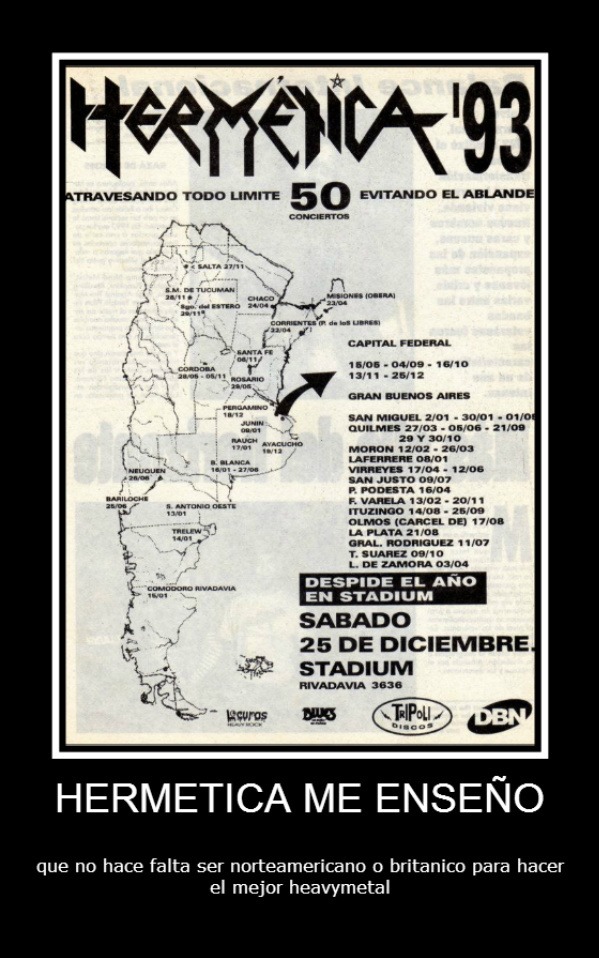 HERMÉTICA '93
ATRAVESANDO TODO LIMITE 50 EVITANDO EL ABLANDE
CONCIERTOS
SALTA 27/11
S.M. DE TUCUMAN
28/11
Sgo. del ESTERO
29/11
CHACO
24/04
MISIONES (OBERA)
23/04
CORRIENTES (P. de los LIBRES)
22/04
SANTA FE
06/11
CORDOBA
28/05 - 05/11
ROSARIO
29/05
PERGAMINO
18/12
JUNIN
09/01
RAUCH
17/01
AYACUCHO
19/12
B. BLANCA
16/01 - 27/06
NEUQUEN
26/06
BARILOCHE
25/06
S. ANTONIO OESTE
13/01
TRELEW
14/01
COMODORO RIVADAVIA
15/01
CAPITAL FEDERAL
15/05 - 04/09 - 16/10
13/11 - 25/12
GRAN BUENOS AIRES
SAN MIGUEL 2/01 - 30/01 - 01/0
QUILMES 27/03 - 05/06 - 21/09
29 Y 30/10
MORON 12/02 - 26/03
LAFERRERE 08/01
VIRREYES 17/04 - 12/06
SAN JUSTO 09/07
P. PODESTA 16/04
F. VARELA 13/02 - 20/11
ITUZINGO 14/08 - 25/09
OLMOS (CARCEL DE) 17/08
LA PLATA 21/08
GRAL. RODRIGUEZ 11/07
T. SUAREZ 09/10
L. DE ZAMORA 03/04
DESPIDE EL AÑO
EN STADIUM
SABADO
25 DE DICIEMBRE.
STADIUM
RIVADAVIA 3636
Locuras
HEAVY ROCK
BLUES
TRIPOLI
DISCOS
DBN
HERMETICA ME ENSEÑO
que no hace falta ser norteamericano o britanico para hacer
el mejor heavymetal